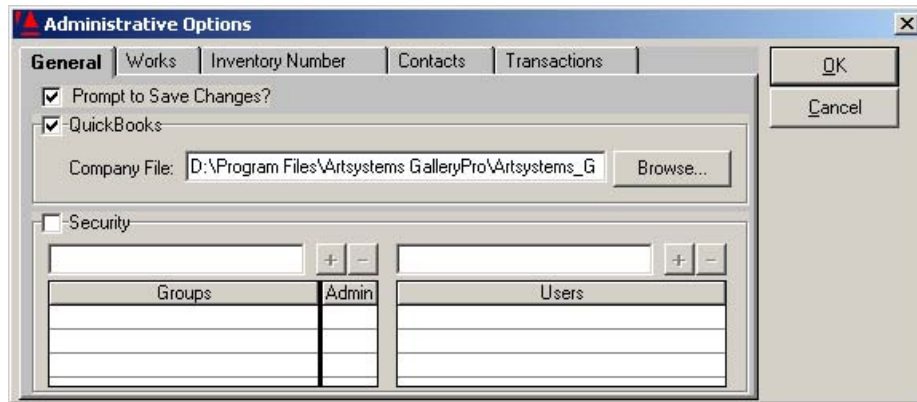 Administrative Options
General Works Inventory Number Contacts Transactions
OK
Cancel
Prompt to Save Changes?
QuickBooks
Company File: D:\Program Files\Artsystems GalleryPro\Artsystems_G Browse...
Security
+ - + -
Groups Admin Users